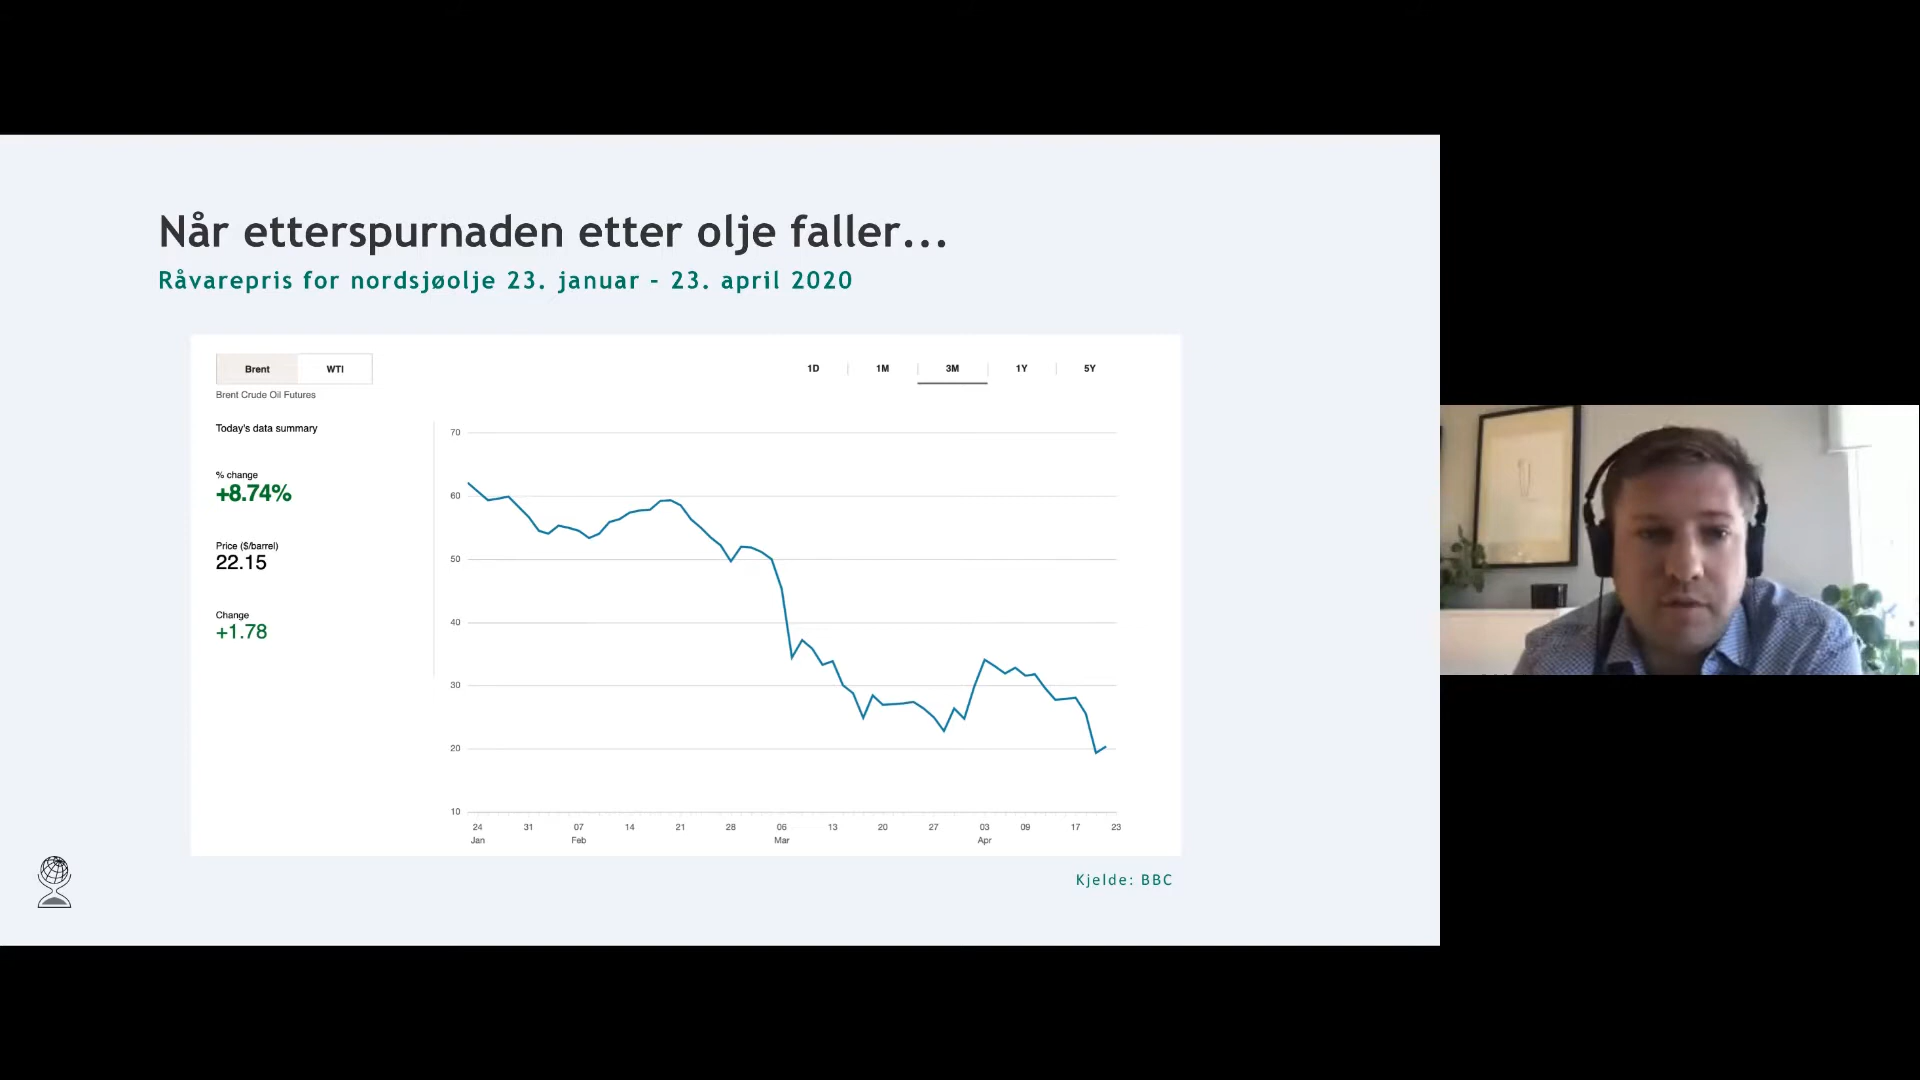 Når etterspurnaden etter olje faller...
Råvarepris for nordsjøolje 23. januar - 23. april 2020
Brent WTI
1D 1M 3M 1Y 5Y
Brent Crude Oil Futures
Today's data summary
% change
+8.74%
Price ($/barrel)
22.15
Change
+1.78
70
60
50
40
30
20
10
24 31 07 14 21 28 06 13 20 27 03 09 17 23
Jan Feb Mar Apr
Kjelde: BBC